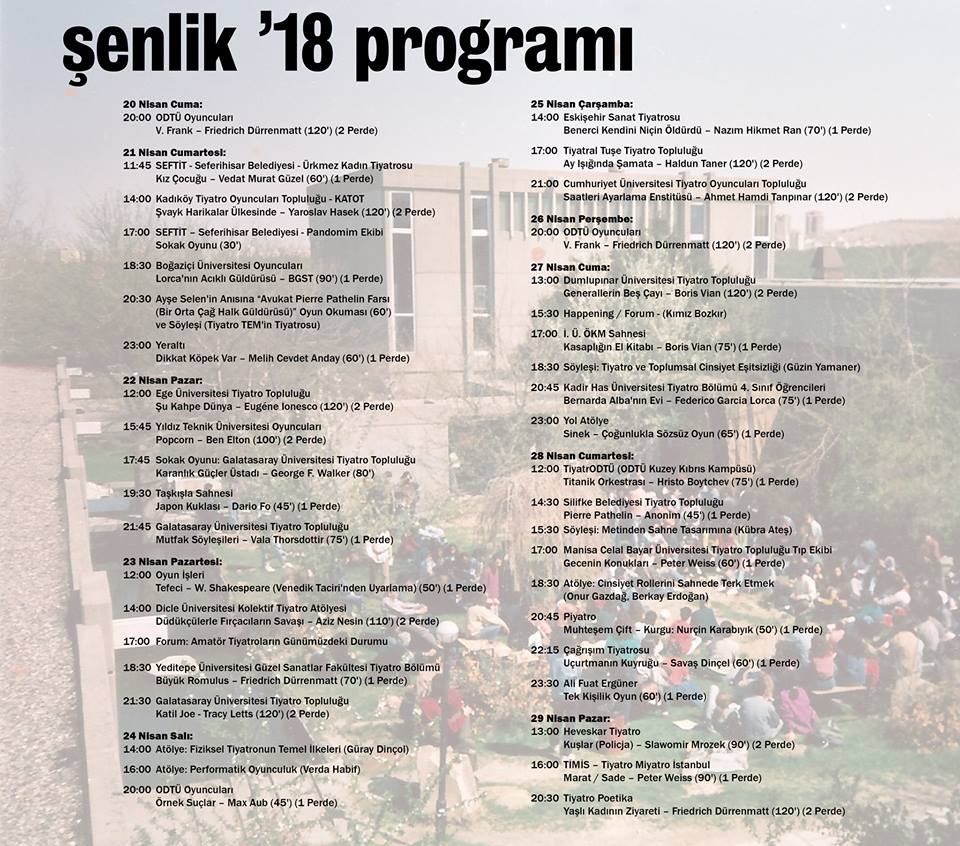 şenlik ’18 programı
20 Nisan Cuma:
20:00 ODTÜ Oyuncuları
V. Frank – Friedrich Dürrenmatt (120') (2 Perde)
21 Nisan Cumartesi:
11:45 SEFTİT - Seferihisar Belediyesi - Ürkmez Kadın Tiyatrosu
Kız Çocuğu – Vedat Murat Güzel (60') (1 Perde)
14:00 Kadıköy Tiyatro Oyuncuları Topluluğu - KATOT
Şvayk Harikalar Ülkesinde – Yaroslav Hasek (120') (2 Perde)
17:00 SEFTİT – Seferihisar Belediyesi - Pandomim Ekibi
Sokak Oyunu (30')
18:30 Boğaziçi Üniversitesi Oyuncuları
Lorca'nın Acıklı Güldürüsü – BGST (90') (1 Perde)
20:30 Ayşe Selen'in Anısına “Avukat Pierre Pathelin Farsı
(Bir Orta Çağ Halk Güldürüsü)” Oyun Okuması (60')
ve Söyleşi (Tiyatro TEM'in Tiyatrosu)
23:00 Yeraltı
Dikkat Köpek Var – Melih Cevdet Anday (60') (1 Perde)
22 Nisan Pazar:
12:00 Ege Üniversitesi Tiyatro Topluluğu
Şu Kahpe Dünya – Eugéne Ionesco (120') (2 Perde)
15:45 Yıldız Teknik Üniversitesi Oyuncuları
Popcorn – Ben Elton (100') (2 Perde)
17:45 Sokak Oyunu: Galatasaray Üniversitesi Tiyatro Topluluğu
Karanlık Güçler Üstadı – George F. Walker (80')
19:30 Taşkışla Sahnesi
Japon Kuklası – Dario Fo (45') (1 Perde)
21:45 Galatasaray Üniversitesi Tiyatro Topluluğu
Mutfak Söyleşileri – Vala Thorsdottir (75') (1 Perde)
23 Nisan Pazartesi:
12:00 Oyun İşleri
Tefeci – W. Shakespeare (Venedik Taciri'nden Uyarlama) (50') (1 Perde)
14:00 Dicle Üniversitesi Kolektif Tiyatro Atölyesi
Düdükçülerle Fırçacıların Savaşı – Aziz Nesin (110') (2 Perde)
17:00 Forum: Amatör Tiyatroların Günümüzdeki Durumu
18:30 Yeditepe Üniversitesi Güzel Sanatlar Fakültesi Tiyatro Bölümü
Büyük Romulus – Friedrich Dürrenmatt (70') (1 Perde)
21:30 Galatasaray Üniversitesi Tiyatro Topluluğu
Katil Joe - Tracy Letts (120') (2 Perde)
24 Nisan Salı:
14:00 Atölye: Fiziksel Tiyatronun Temel İlkeleri (Güray Dinçol)
16:00 Atölye: Performatik Oyunculuk (Verda Habif)
20:00 ODTÜ Oyuncuları
Örnek Suçlar – Max Aub (45') (1 Perde)
25 Nisan Çarşamba:
14:00 Eskişehir Sanat Tiyatrosu
Benerci Kendini Niçin Öldürdü – Nazım Hikmet Ran (70') (1 Perde)
17:00 Tiyatral Tuşe Tiyatro Topluluğu
Ay Işığında Şamata – Haldun Taner (120') (2 Perde)
21:00 Cumhuriyet Üniversitesi Tiyatro Oyuncuları Topluluğu
Saatleri Ayarlama Enstitüsü – Ahmet Hamdi Tanpınar (120') (2 Perde)
26 Nisan Perşembe:
20:00 ODTÜ Oyuncuları
V. Frank – Friedrich Dürrenmatt (120') (2 Perde)
27 Nisan Cuma:
13:00 Dumlupınar Üniversitesi Tiyatro Topluluğu
Generallerin Beş Çayı – Boris Vian (120') (2 Perde)
15:30 Happening / Forum - (Kımız Bozkır)
17:00 İ. Ü. ÖKM Sahnesi
Kasaplığın El Kitabı – Boris Vian (75') (1 Perde)
18:30 Söyleşi: Tiyatro ve Toplumsal Cinsiyet Eşitsizliği (Güzin Yamaner)
20:45 Kadir Has Üniversitesi Tiyatro Bölümü 4. Sınıf Öğrencileri
Bernarda Alba'nın Evi – Federico Garcia Lorca (75') (1 Perde)
23:00 Yol Atölye
Sinek – Çoğunlukla Sözsüz Oyun (65') (1 Perde)
28 Nisan Cumartesi:
12:00 TiyatrODTÜ (ODTÜ Kuzey Kıbrıs Kampüsü)
Titanik Orkestrası – Hristo Boytchev (75') (1 Perde)
14:30 Silifke Belediyesi Tiyatro Topluluğu
Pierre Pathelin – Anonim (45') (1 Perde)
15:30 Söyleşi: Metinden Sahne Tasarımına (Kübra Ateş)
17:00 Manisa Celal Bayar Üniversitesi Tiyatro Topluluğu Tıp Ekibi
Gecenin Konukları – Peter Weiss (60') (1 Perde)
18:30 Atölye: Cinsiyet Rollerini Sahnede Terk Etmek
(Onur Gazdağ, Berkay Erdoğan)
20:45 Piyatro
Muhteşem Çift – Kurgu: Nurçin Karabıyık (50') (1 Perde)
22:15 Çağrışım Tiyatrosu
Uçurtmanın Kuyruğu – Savaş Dinçel (60') (1 Perde)
23:30 Ali Fuat Ergüner
Tek Kişilik Oyun (60') (1 Perde)
29 Nisan Pazar:
13:00 Heveskar Tiyatro
Kuşlar (Policja) – Slawomir Mrozek (90') (2 Perde)
16:00 TİMİS – Tiyatro Miyatro İstanbul
Marat / Sade – Peter Weiss (90') (1 Perde)
20:30 Tiyatro Poetika
Yaşlı Kadının Ziyareti – Friedrich Dürrenmatt (120') (2 Perde)